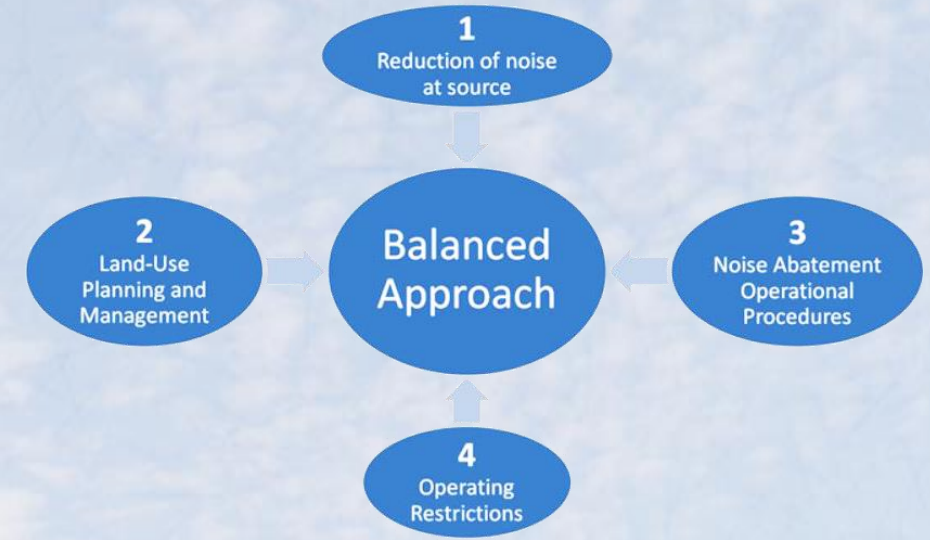 1
Reduction of noise
at source
2
Land-Use
Planning and
Management
Balanced
Approach
3
Noise Abatement
Operational
Procedures
4
Operating
Restrictions